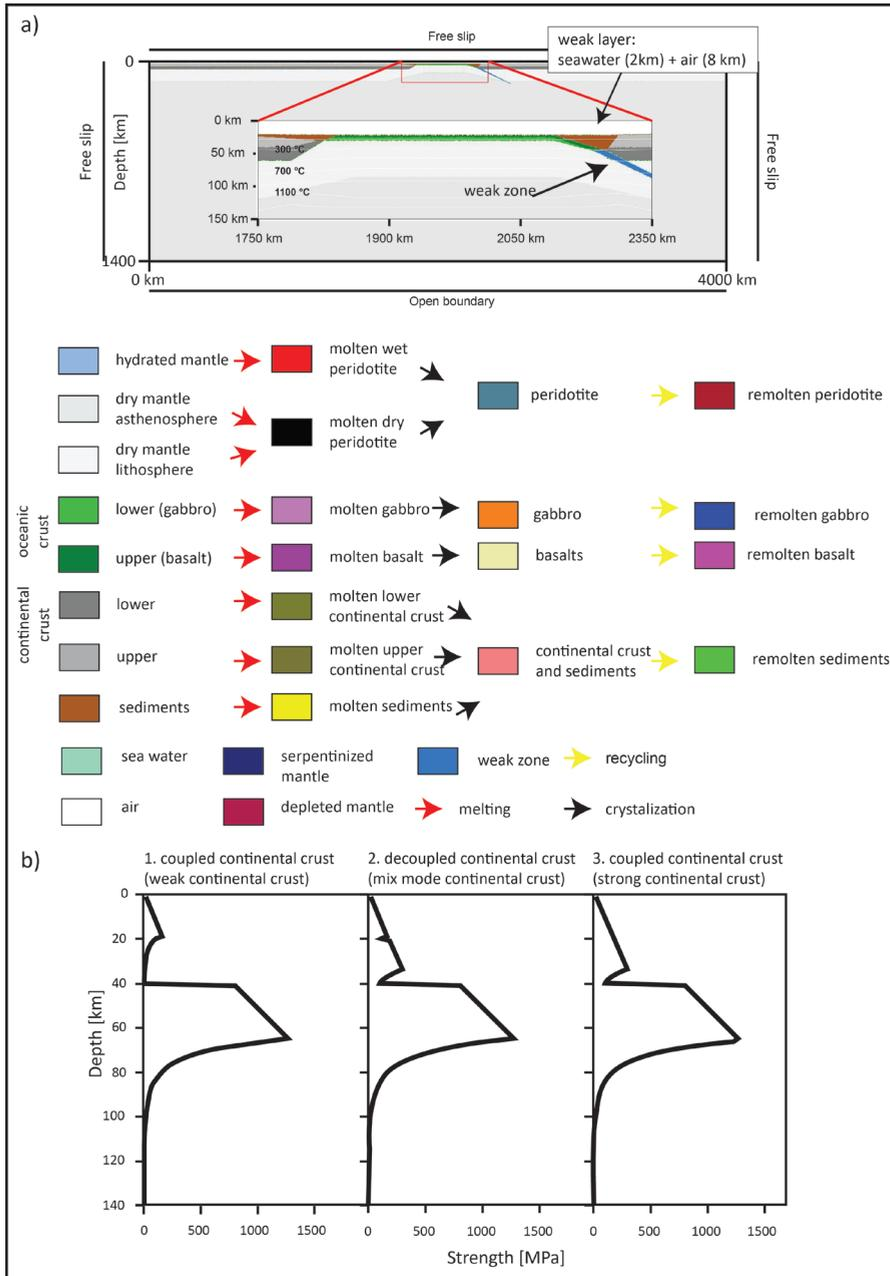 a)
Free slip
weak layer:
seawater (2km) + air (8 km)
0
Free slip
Depth [km]
Free slip
0 km
50 km
100 km
150 km
300 °C
700 °C
1100 °C
weak zone
1750 km
1900 km
2050 km
2350 km
1400
0 km
4000 km
Open boundary
hydrated mantle
molten wet
peridotite
dry mantle
asthenosphere
molten dry
peridotite
peridotite
remolten peridotite
dry mantle
lithosphere
oceanic
crust
lower (gabbro)
molten gabbro
gabbro
remolten gabbro
upper (basalt)
molten basalt
basalts
remolten basalt
continental
crust
lower
molten lower
continental crust
upper
molten upper
continental crust
continental crust
and sediments
remolten sediments
sediments
molten sediments
sea water
serpentinized
mantle
weak zone
recycling
air
depleted mantle
melting
crystalization
b)
1. coupled continental crust
(weak continental crust)
2. decoupled continental crust
(mix mode continental crust)
3. coupled continental crust
(strong continental crust)
Depth [km]
0
20
40
60
80
100
120
140
0 500 1000 1500
0 500 1000 1500
0 500 1000 1500
Strength [MPa]